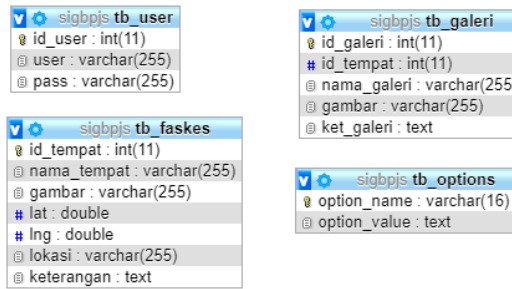 sigbpjs tb_user
id_user : int(11)
user : varchar(255)
pass : varchar(255)
sigbpjs tb_faskes
id_tempat : int(11)
nama_tempat : varchar(255)
gambar : varchar(255)
# lat : double
# lng : double
lokasi : varchar(255)
keterangan : text
sigbpjs tb_galeri
id_galeri : int(11)
# id_tempat : int(11)
nama_galeri : varchar(255
gambar : varchar(255)
ket_galeri : text
sigbpjs tb_options
option_name : varchar(16)
option_value : text